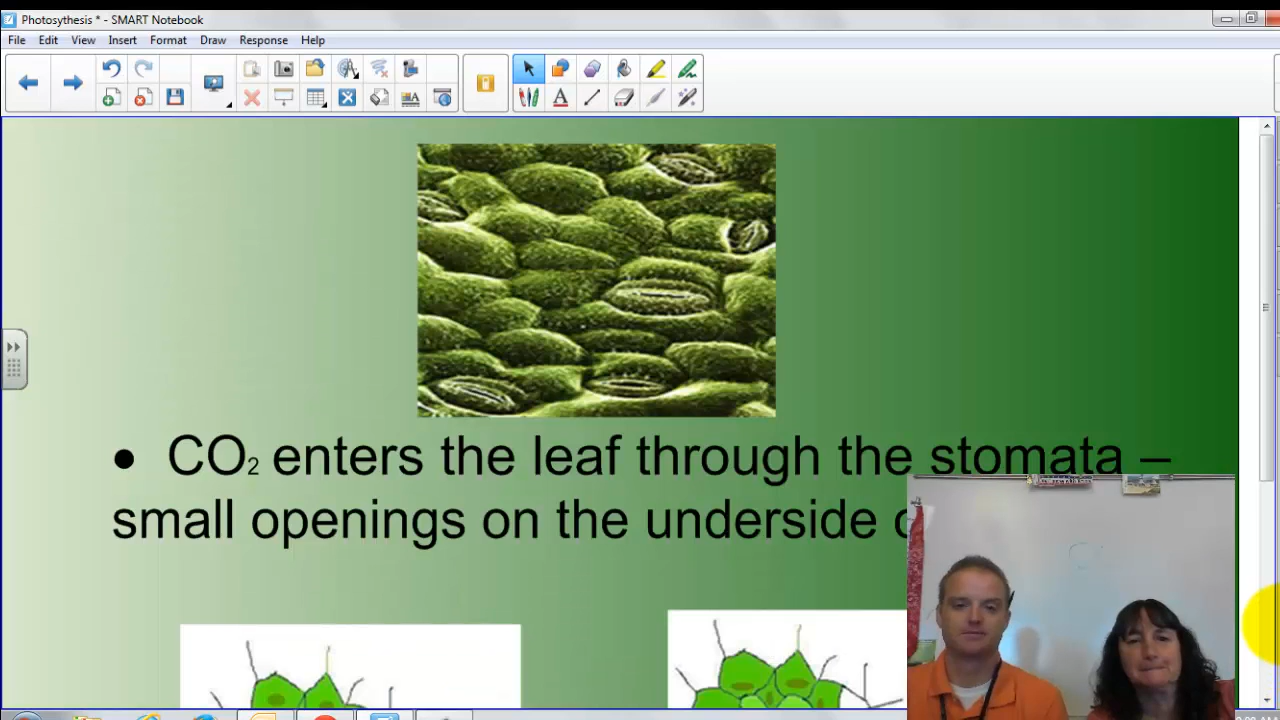 Photosythesis * - SMART Notebook
File Edit View Insert Format Draw Response Help
• CO₂ enters the leaf through the stomata –
small openings on the underside